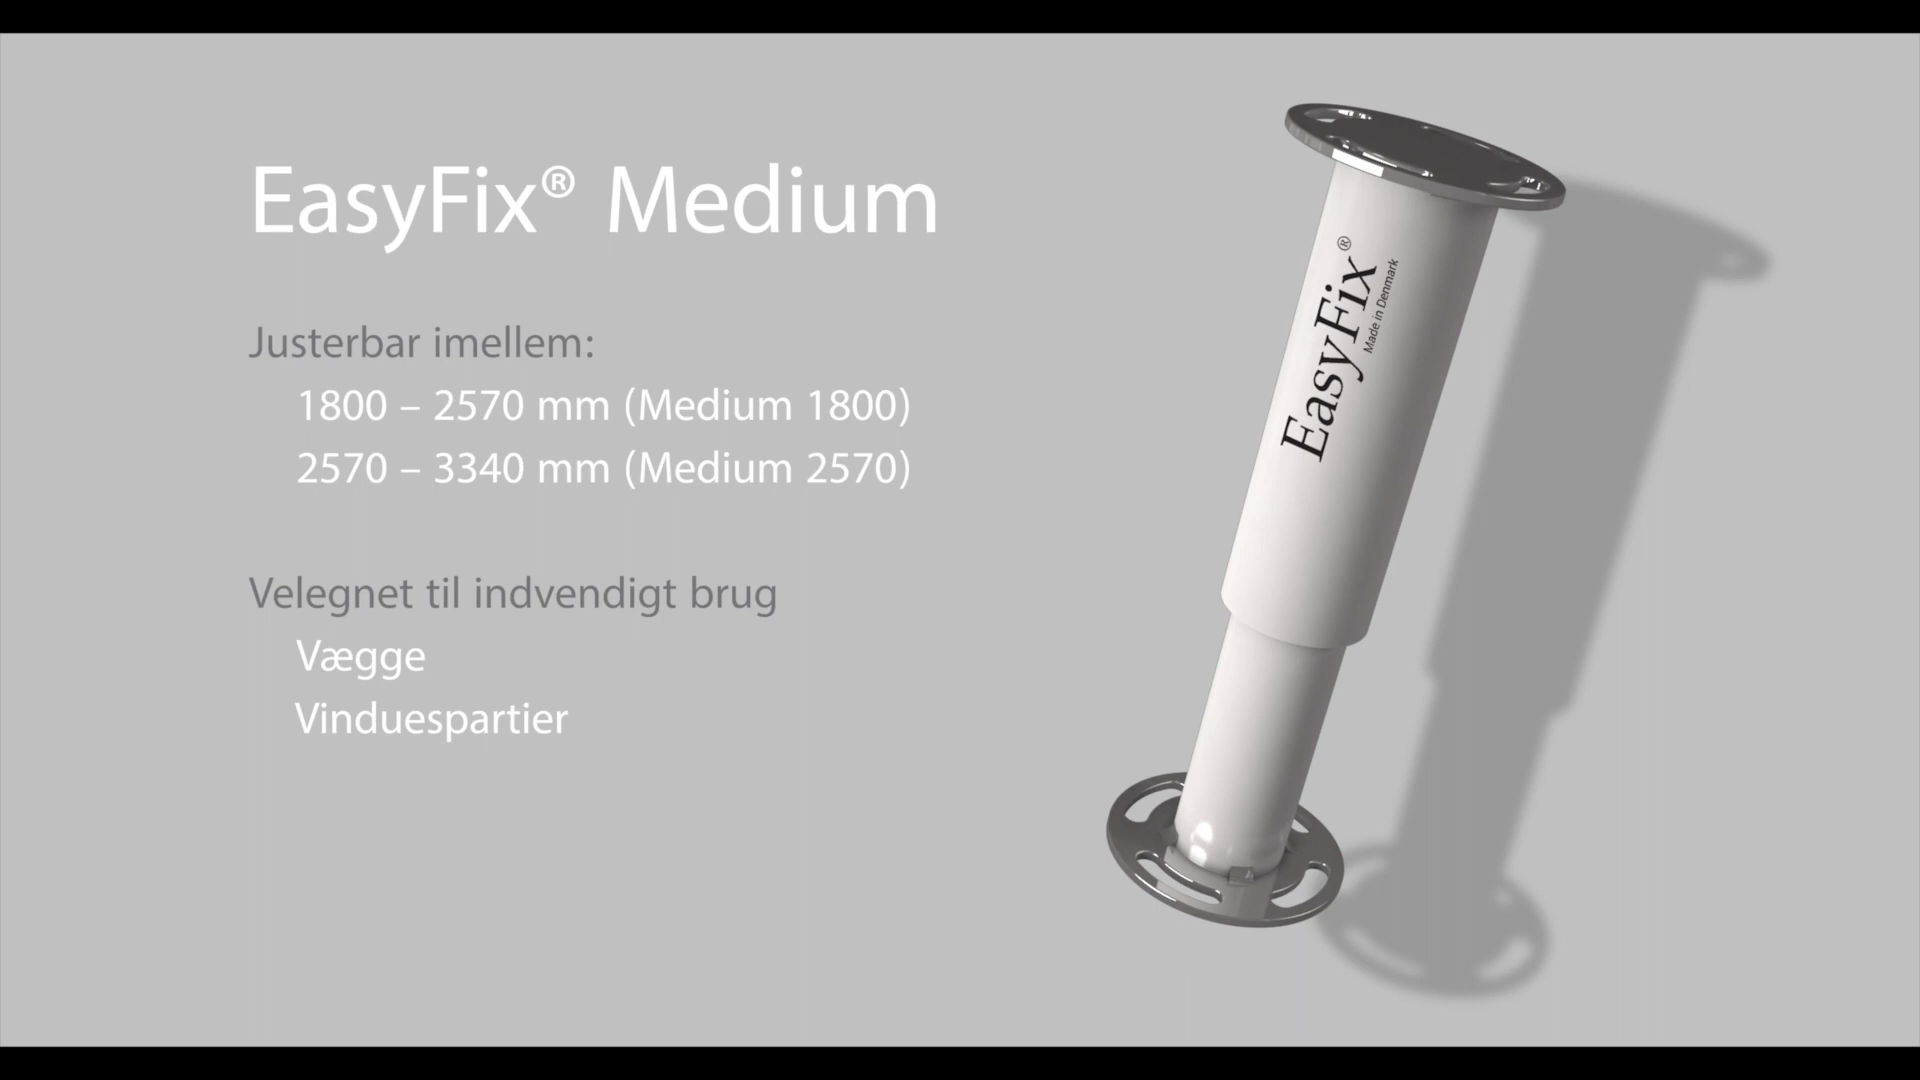 EasyFix® Medium
Justerbar imellem:
1800 – 2570 mm (Medium 1800)
2570 – 3340 mm (Medium 2570)
Velegnet til indvendigt brug
Vægge
Vinduespartier
EasyFix®
Made in Denmark